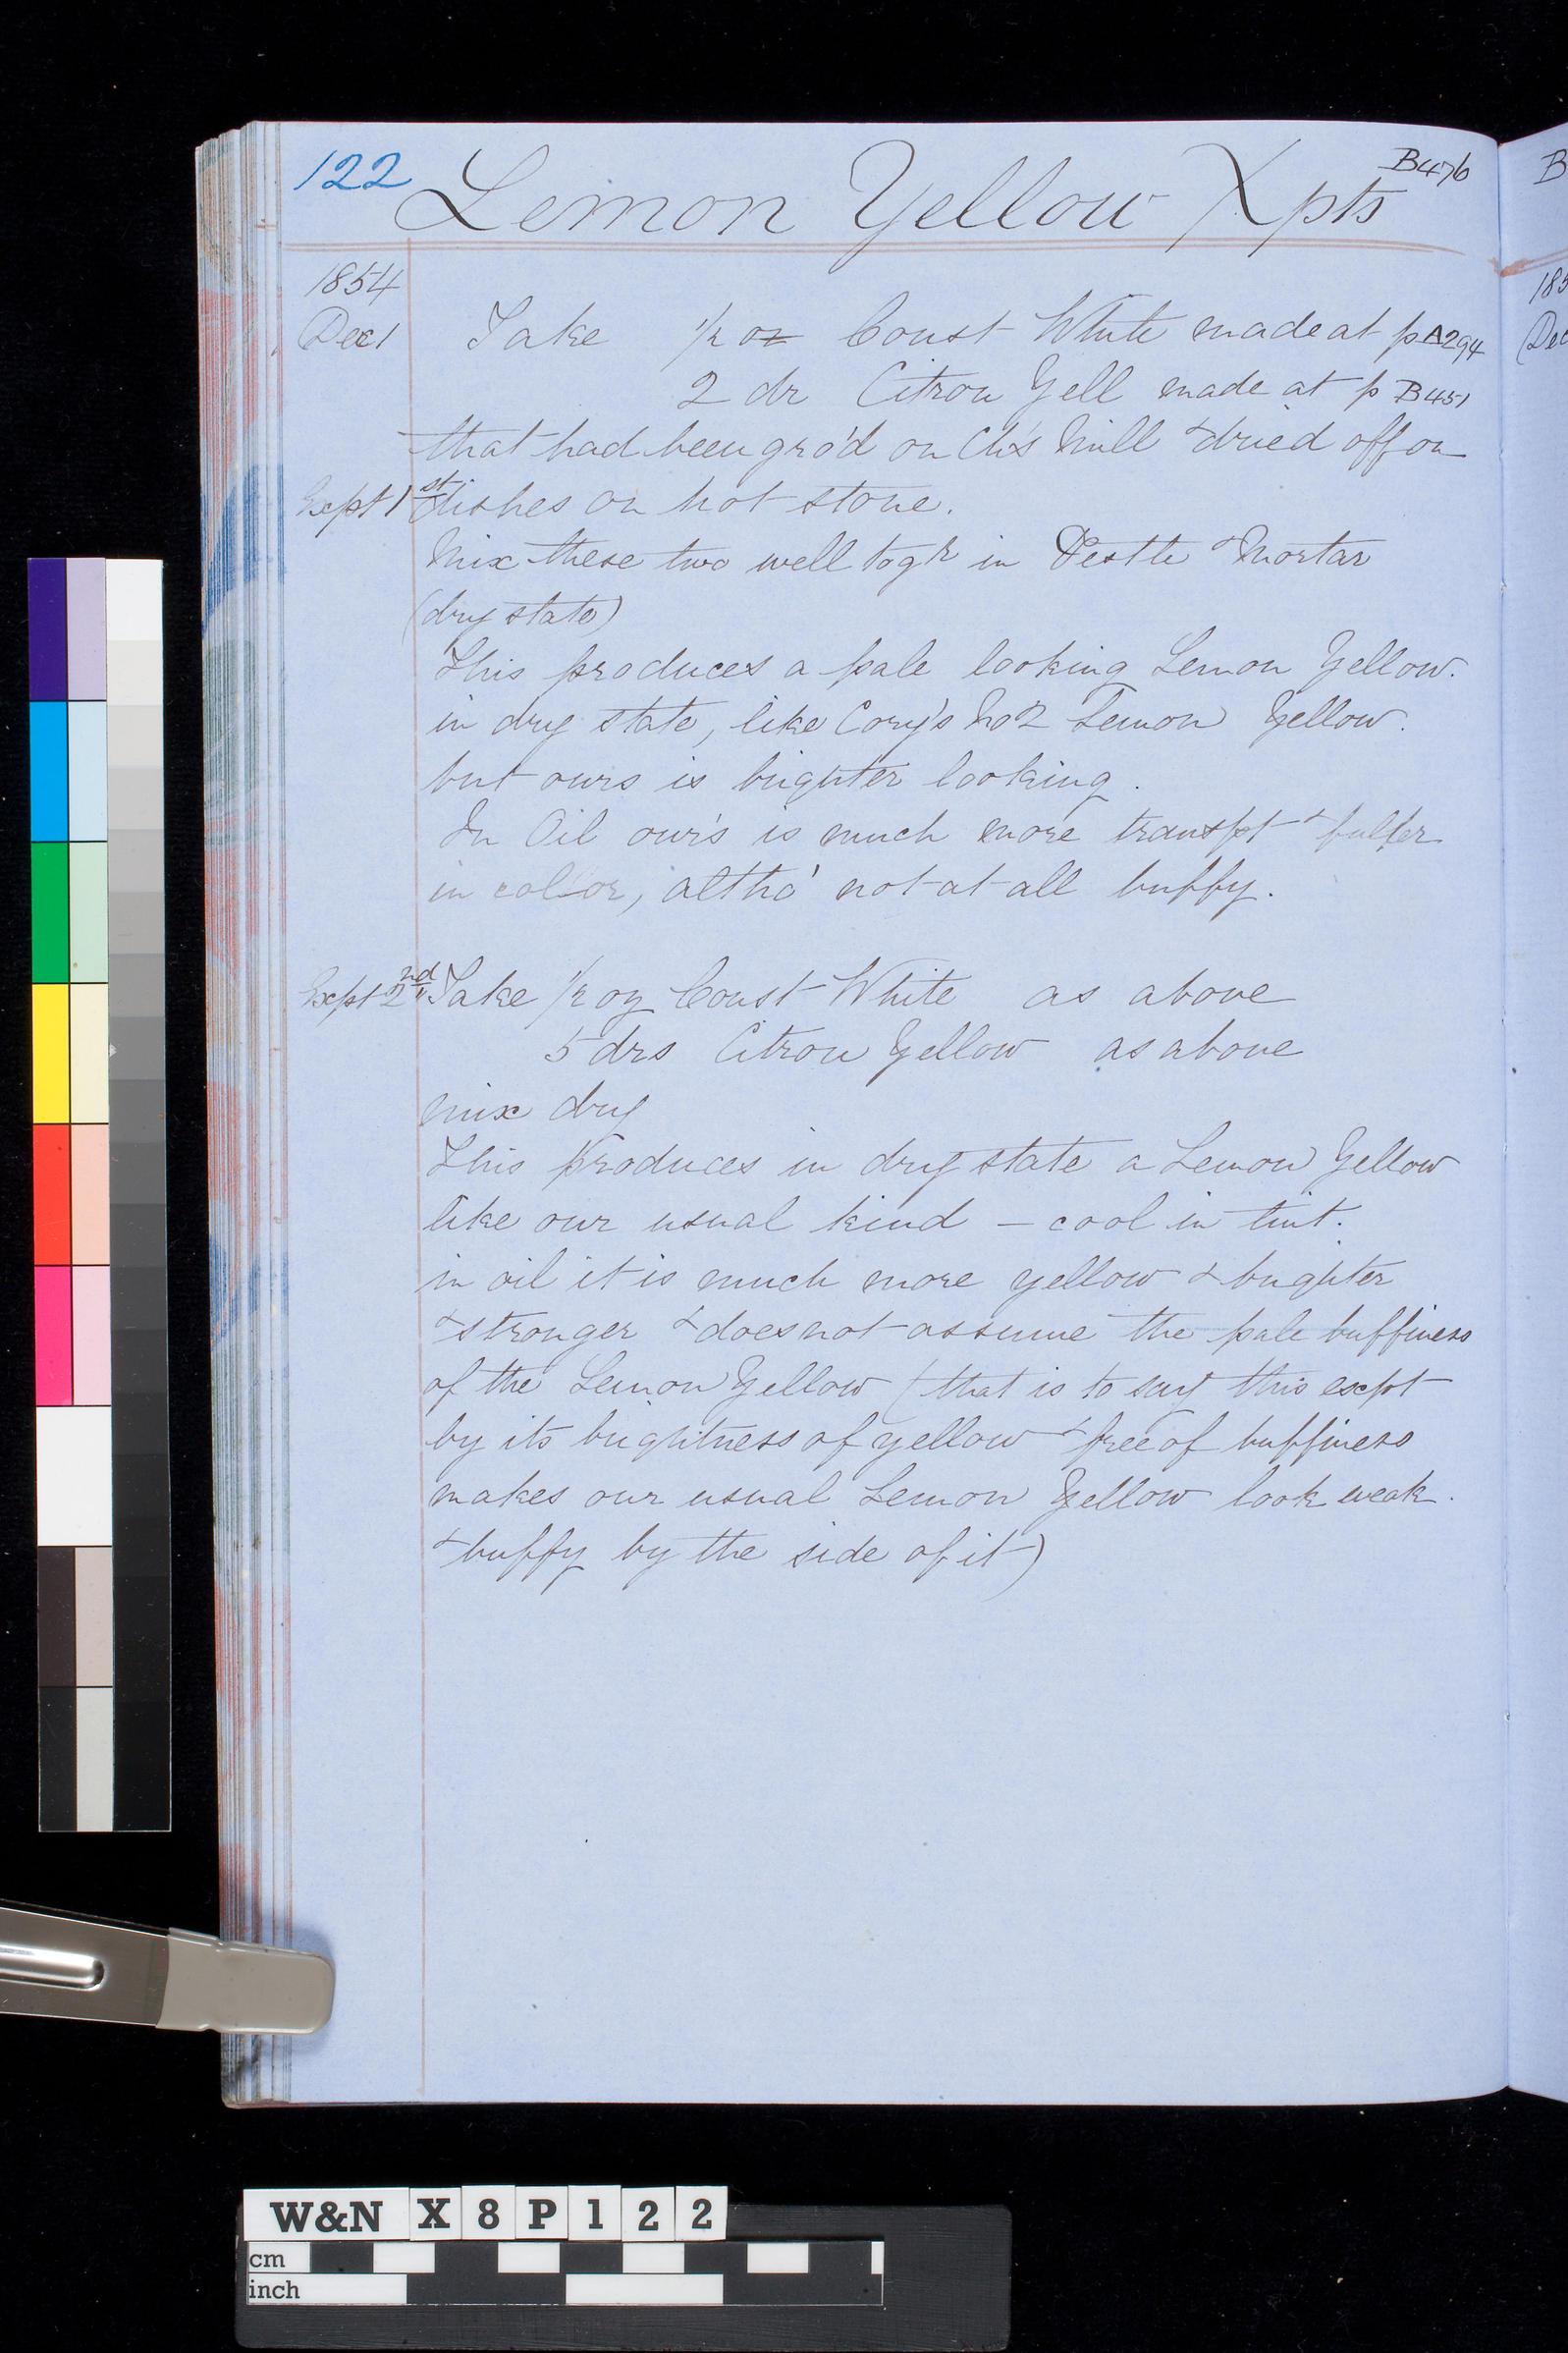 122 Lemon Yellow Xpts B476
1854
Dec 1 Take 1/2 oz Const White made at p A294
2 dr Citron Yell made at p B451
that had been gro'd on Ch's Mill & dried off on
Expt 1st dishes on hot stone.
Mix these two well togr in Pestle & Mortar
(dry state)
This produces a pale looking Lemon Yellow.
in dry state, like Cory's No 2 Lemon Yellow.
but ours is brighter looking.
In Oil our's is much more transpt & fuller
in color, altho' not at all buffy.
Expt 2nd Take 1/2 oz Const White as above
5 drs Citron Yellow as above
mix dry
This produces in dry state a Lemon Yellow
like our usual kind – cool in tint.
in oil it is much more yellow & brighter
& stronger & does not assume the pale buffiness
of the Lemon Yellow (that is to say this expt
by its brightness of yellow & free of buffiness
makes our usual Lemon Yellow look weak.
& buffy by the side of it)
B
185
Dec
W&N X 8 P 1 2 2
cm
inch